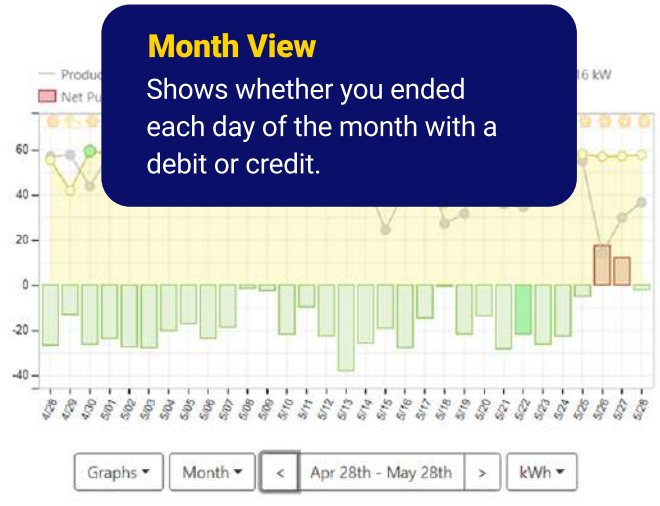 Month View
Shows whether you ended
each day of the month with a
debit or credit.
Produc 16 kW
Net Pu
60
40
20
0
-20
-40
4/28 4/29 4/30 5/01 5/02 5/03 5/04 5/05 5/06 5/07 5/08 5/09 5/10 5/11 5/12 5/13 5/14 5/15 5/16 5/17 5/18 5/19 5/20 5/21 5/22 5/23 5/24 5/25 5/26 5/27 5/28
Graphs Month < Apr 28th - May 28th > kWh